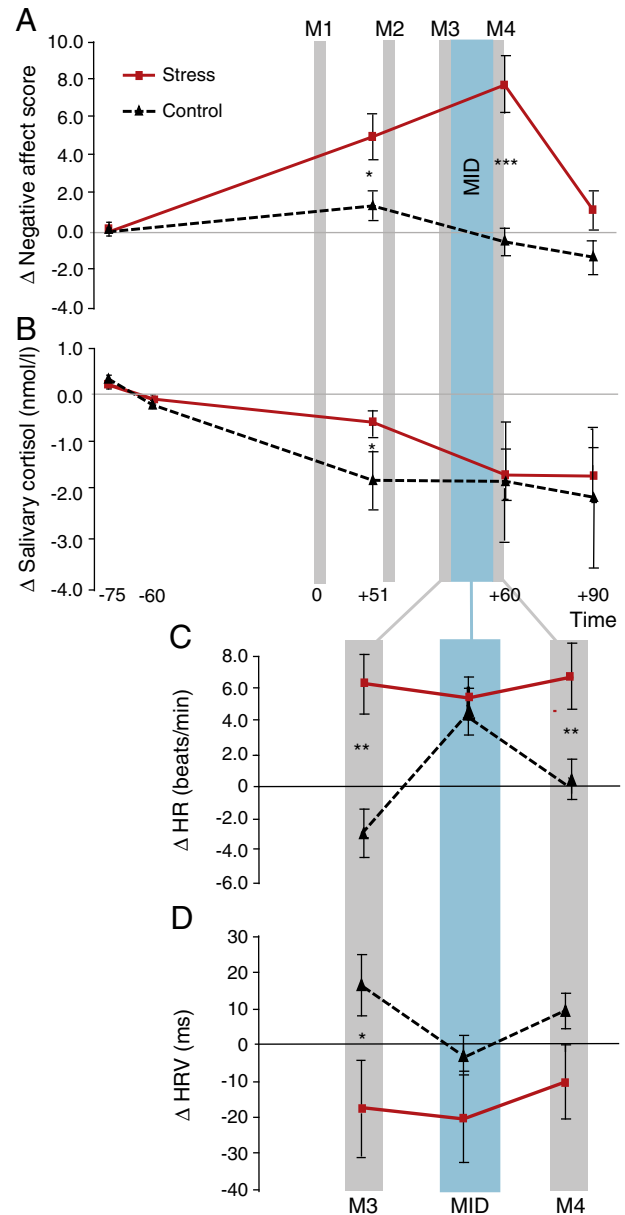 A
M1 M2 M3 M4
10.0
8.0
6.0
4.0
2.0
0.0
-2.0
-4.0
Δ Negative affect score
Stress
Control
*
***
MID
B
1.0
0.0
-1.0
-2.0
-3.0
-4.0
Δ Salivary cortisol (nmol/l)
*
-75 -60 0 +51 +60 +90
Time
C
8.0
6.0
4.0
2.0
0
-2.0
-4.0
-6.0
Δ HR (beats/min)
** **
D
30
20
10
0
-10
-20
-30
-40
Δ HRV (ms)
*
M3 MID M4